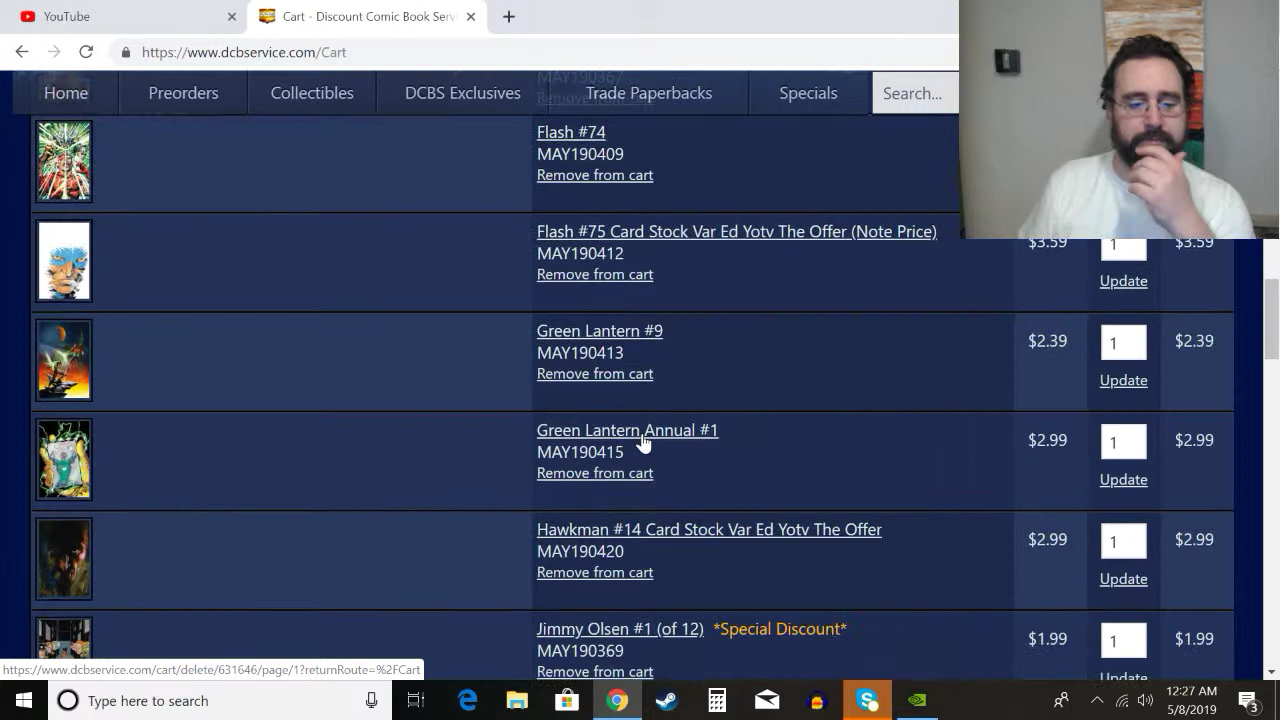 YouTube
Cart - Discount Comic Book Serv
https://www.dcbservice.com/Cart
Home Preorders Collectibles DCBS Exclusives Trade Paperbacks Specials Search...
MAY190367
Remove from cart
Flash #74
MAY190409
Remove from cart
Flash #75 Card Stock Var Ed Yotv The Offer (Note Price)
MAY190412
Remove from cart
$3.59 1 $3.59
Update
Green Lantern #9
MAY190413
Remove from cart
$2.39 1 $2.39
Update
Green Lantern Annual #1
MAY190415
Remove from cart
$2.99 1 $2.99
Update
Hawkman #14 Card Stock Var Ed Yotv The Offer
MAY190420
Remove from cart
$2.99 1 $2.99
Update
Jimmy Olsen #1 (of 12) *Special Discount*
MAY190369
Remove from cart
$1.99 1 $1.99
Update
https://www.dcbservice.com/cart/delete/631646/page/1?returnRoute=%2FCart
Type here to search
12:27 AM
5/8/2019
3